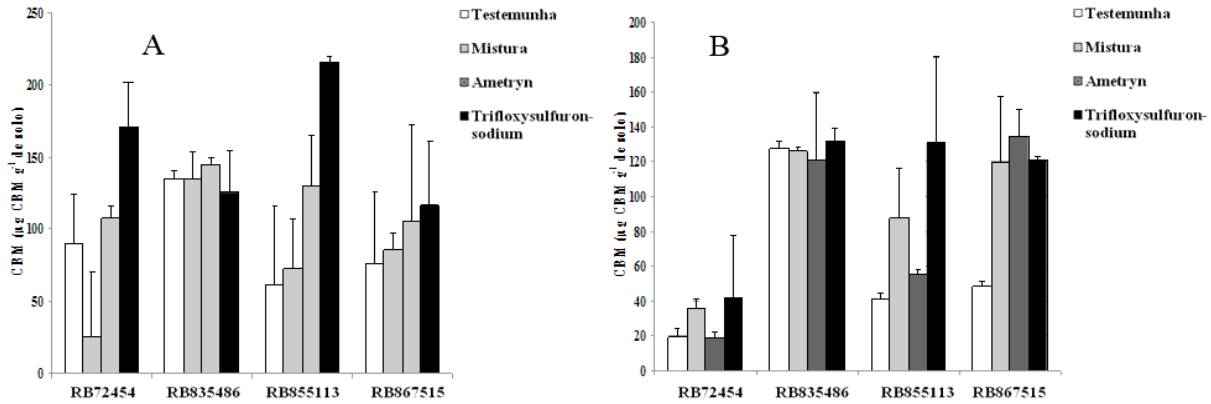 A
CBM (µg CBM g⁻¹ de solo)
250
200
150
100
50
0
RB72454 RB835486 RB855113 RB867515
Testemunha
Mistura
Ametryn
Trifloxysulfuron-
sodium
B
CBM (µg CBM g⁻¹ de solo)
200
180
160
140
120
100
80
60
40
20
0
RB72454 RB835486 RB855113 RB867515
Testemunha
Mistura
Ametryn
Trifloxysulfuron-
sodium